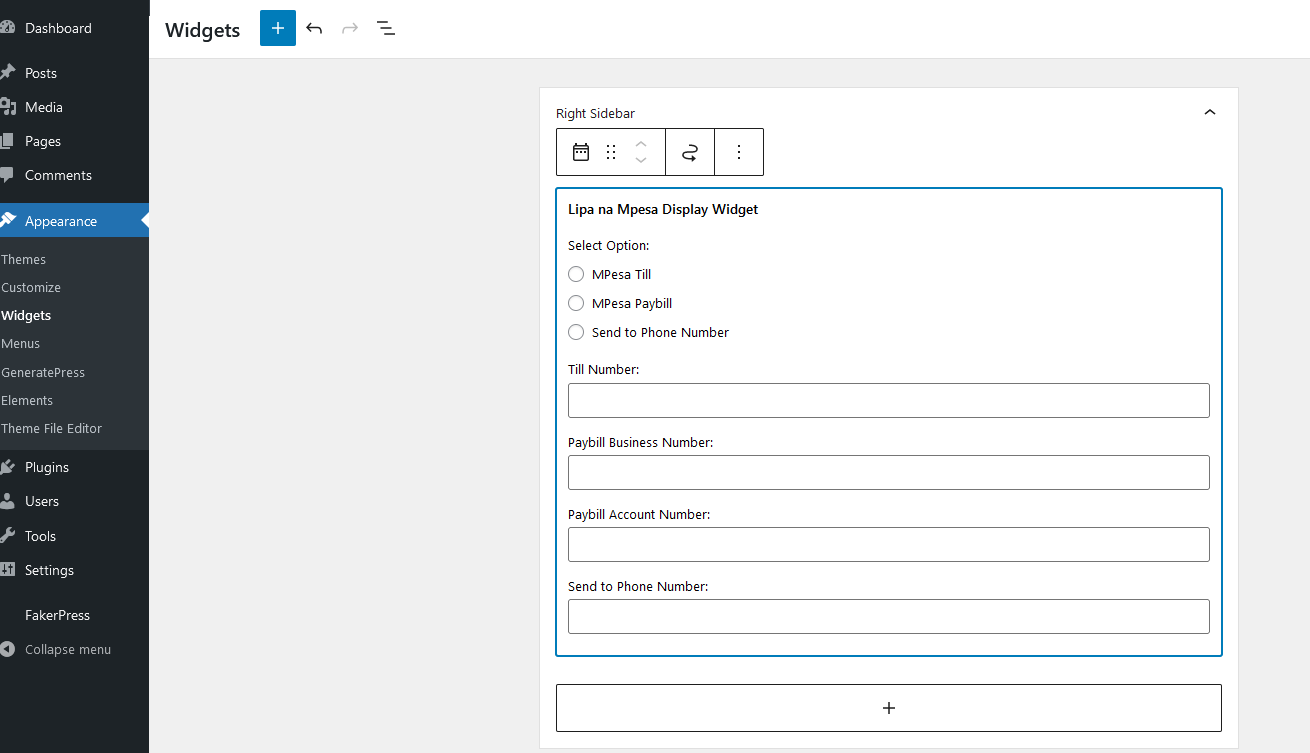 Dashboard
Posts
Media
Pages
Comments
Appearance
Themes
Customize
Widgets
Menus
GeneratePress
Elements
Theme File Editor
Plugins
Users
Tools
Settings
FakerPress
Collapse menu
Widgets
Right Sidebar
Lipa na Mpesa Display Widget
Select Option:
MPesa Till
MPesa Paybill
Send to Phone Number
Till Number:
Paybill Business Number:
Paybill Account Number:
Send to Phone Number: